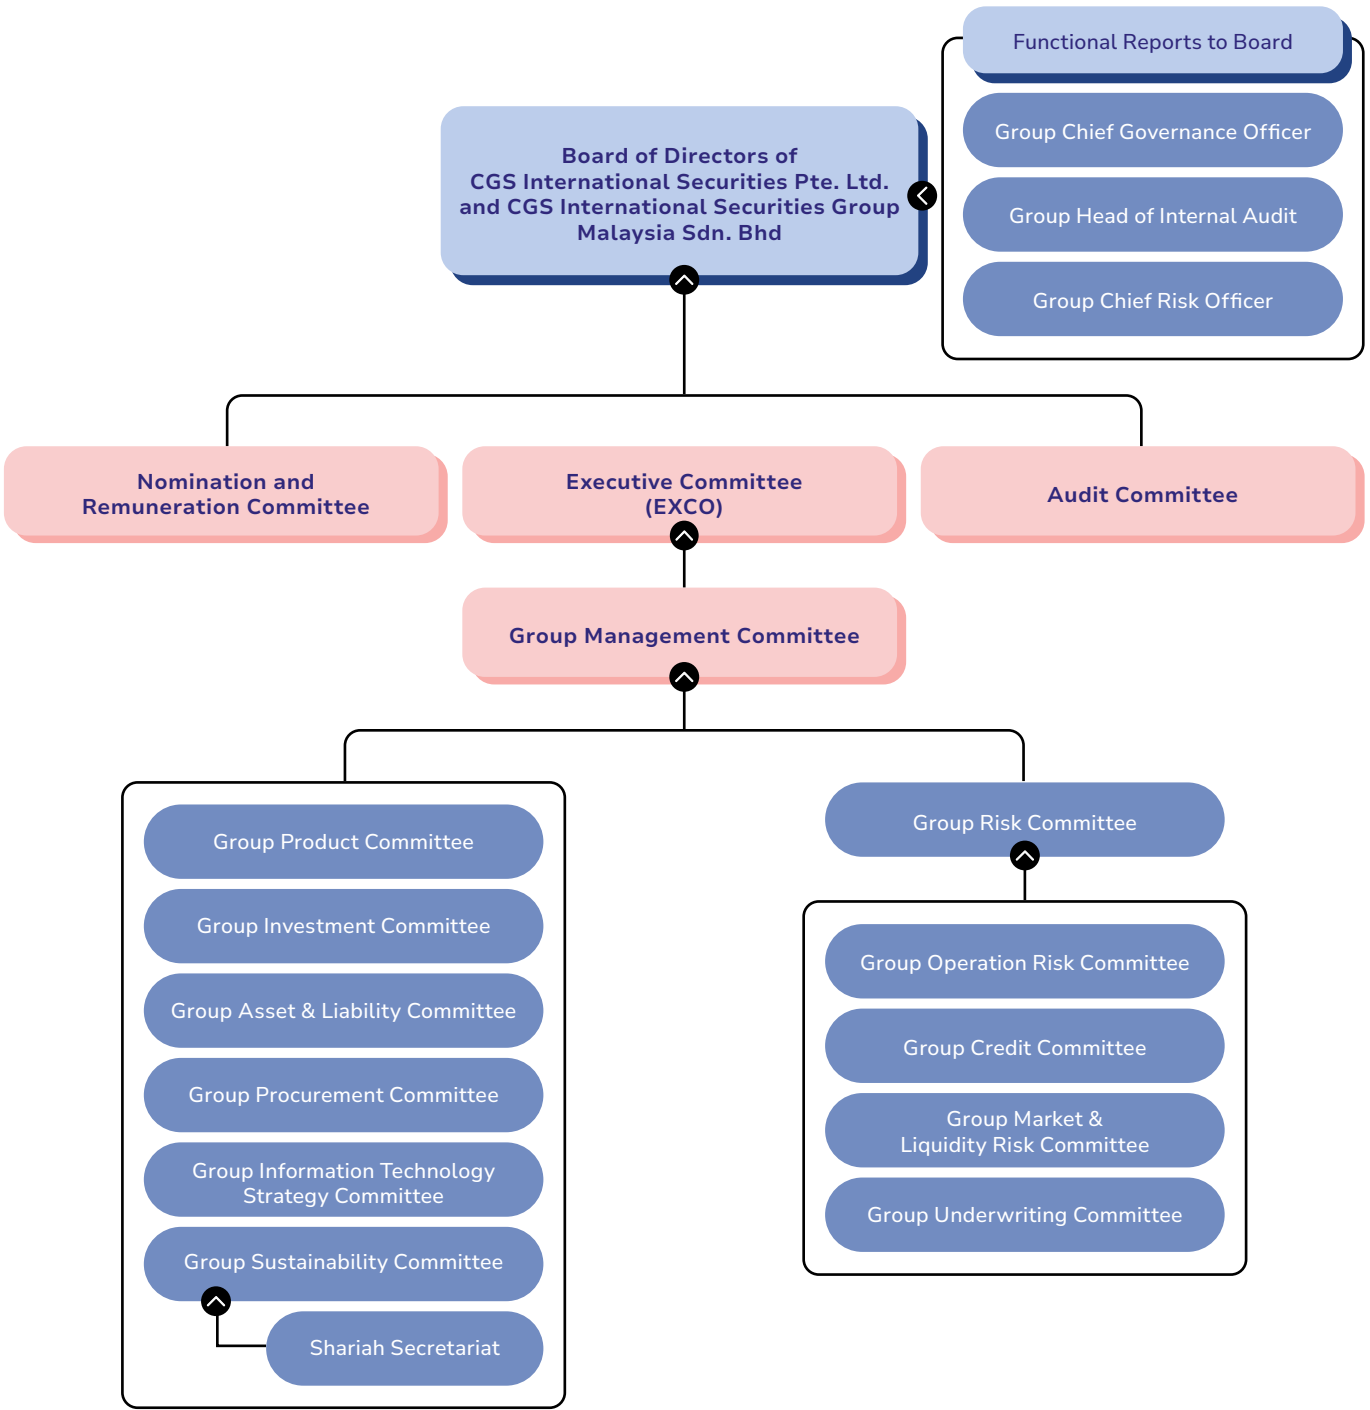 Functional Reports to Board
Group Chief Governance Officer
Group Head of Internal Audit
Group Chief Risk Officer
Board of Directors of
CGS International Securities Pte. Ltd.
and CGS International Securities Group
Malaysia Sdn. Bhd
Nomination and
Remuneration Committee
Executive Committee
(EXCO)
Audit Committee
Group Management Committee
Group Product Committee
Group Investment Committee
Group Asset & Liability Committee
Group Procurement Committee
Group Information Technology
Strategy Committee
Group Sustainability Committee
Shariah Secretariat
Group Risk Committee
Group Operation Risk Committee
Group Credit Committee
Group Market &
Liquidity Risk Committee
Group Underwriting Committee